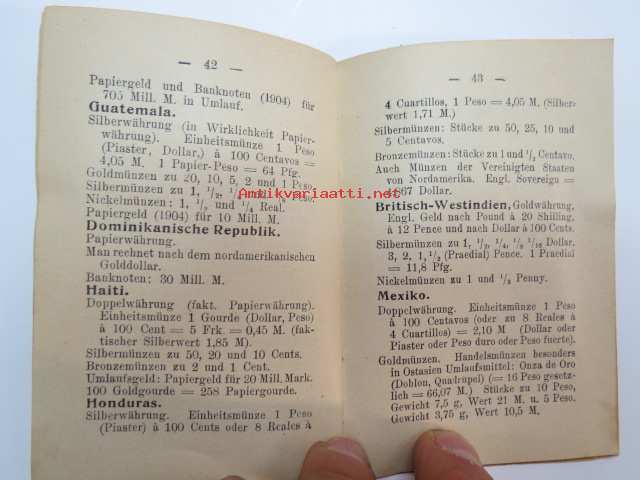 — 42 —
Papiergeld und Banknoten (1904) für
705 Mill. M. in Umlauf.
Guatemala.
Silberwährung (in Wirklichkeit Papier-
währung). Einheitsmünze 1 Peso
(Piaster, Dollar,) à 100 Centavos =
4,05 M. 1 Papier-Peso = 64 Pfg.
Goldmünzen zu 20, 10, 5, 2 und 1 Peso
Silbermünzen zu 1, 1/2, Peso.
Nickelmünzen: 1, 1/2 und 1/4 Real.
Papiergeld (1904) für 10 Mill. M.
Dominikanische Republik.
Papierwährung.
Man rechnet nach dem nordamerikanischen
Golddollar.
Banknoten: 30 Mill. M.
Haiti.
Doppelwährung (fakt. Papierwährung).
Einheitsmünze 1 Gourde (Dollar, Peso)
à 100 Cent = 5 Frk. = 0,45 M. (fak-
tischer Silberwert 1,85 M.)
Silbermünzen zu 50, 20 und 10 Cents.
Bronzemünzen zu 2 und 1 Cent.
Umlaufsgeld: Papiergeld für 20 Mill. Mark.
100 Goldgourde = 258 Papiergourde.
Honduras.
Silberwährung. Einheitsmünze 1 Peso
(Piaster) à 100 Cents oder 8 Reales à
— 43 —
4 Cuartillos, 1 Peso = 4,05 M. (Silber-
wert 1,71 M.)
Silbermünzen: Stücke zu 50, 25, 10 und
5 Centavos.
Bronzemünzen: Stücke zu 1 und 1/2 Centavo.
Auch Münzen der Vereinigten Staaten
von Nordamerika. Engl. Sovereign =
4,867 Dollar.
Britisch-Westindien, Goldwährung,
Engl. Geld nach Pound à 20 Shilling,
à 12 Pence und nach Dollar à 100 Cents.
Silbermünzen zu 1, 1/2, 1/4, 1/8 1/16 Dollar.
3, 2, 1, 1/2 (Praedial) Pence. 1 Praedial
= 11,8 Pfg.
Nickelmünzen zu 1 und 1/2 Penny.
Mexiko.
Doppelwährung. Einheitsmünze 1 Peso
à 100 Centavos (oder zu 8 Reales à
4 Cuartillos) = 2,10 M (Dollar oder
Piaster oder Peso duro oder Peso fuerte).
Goldmünzen. Handelsmünzen besonders
in Ostasien Umlaufmittel: Onza de Oro
(Doblon, Quadrupel) (= 16 Peso gesetz-
lich = 66,07 M.) Stücke zu 10 Peso,
Gewicht 7,5 g, Wert 21 M. u. 5 Peso.
Gewicht 3,75 g, Wert 10,5 M.
Antikvariaatti.net